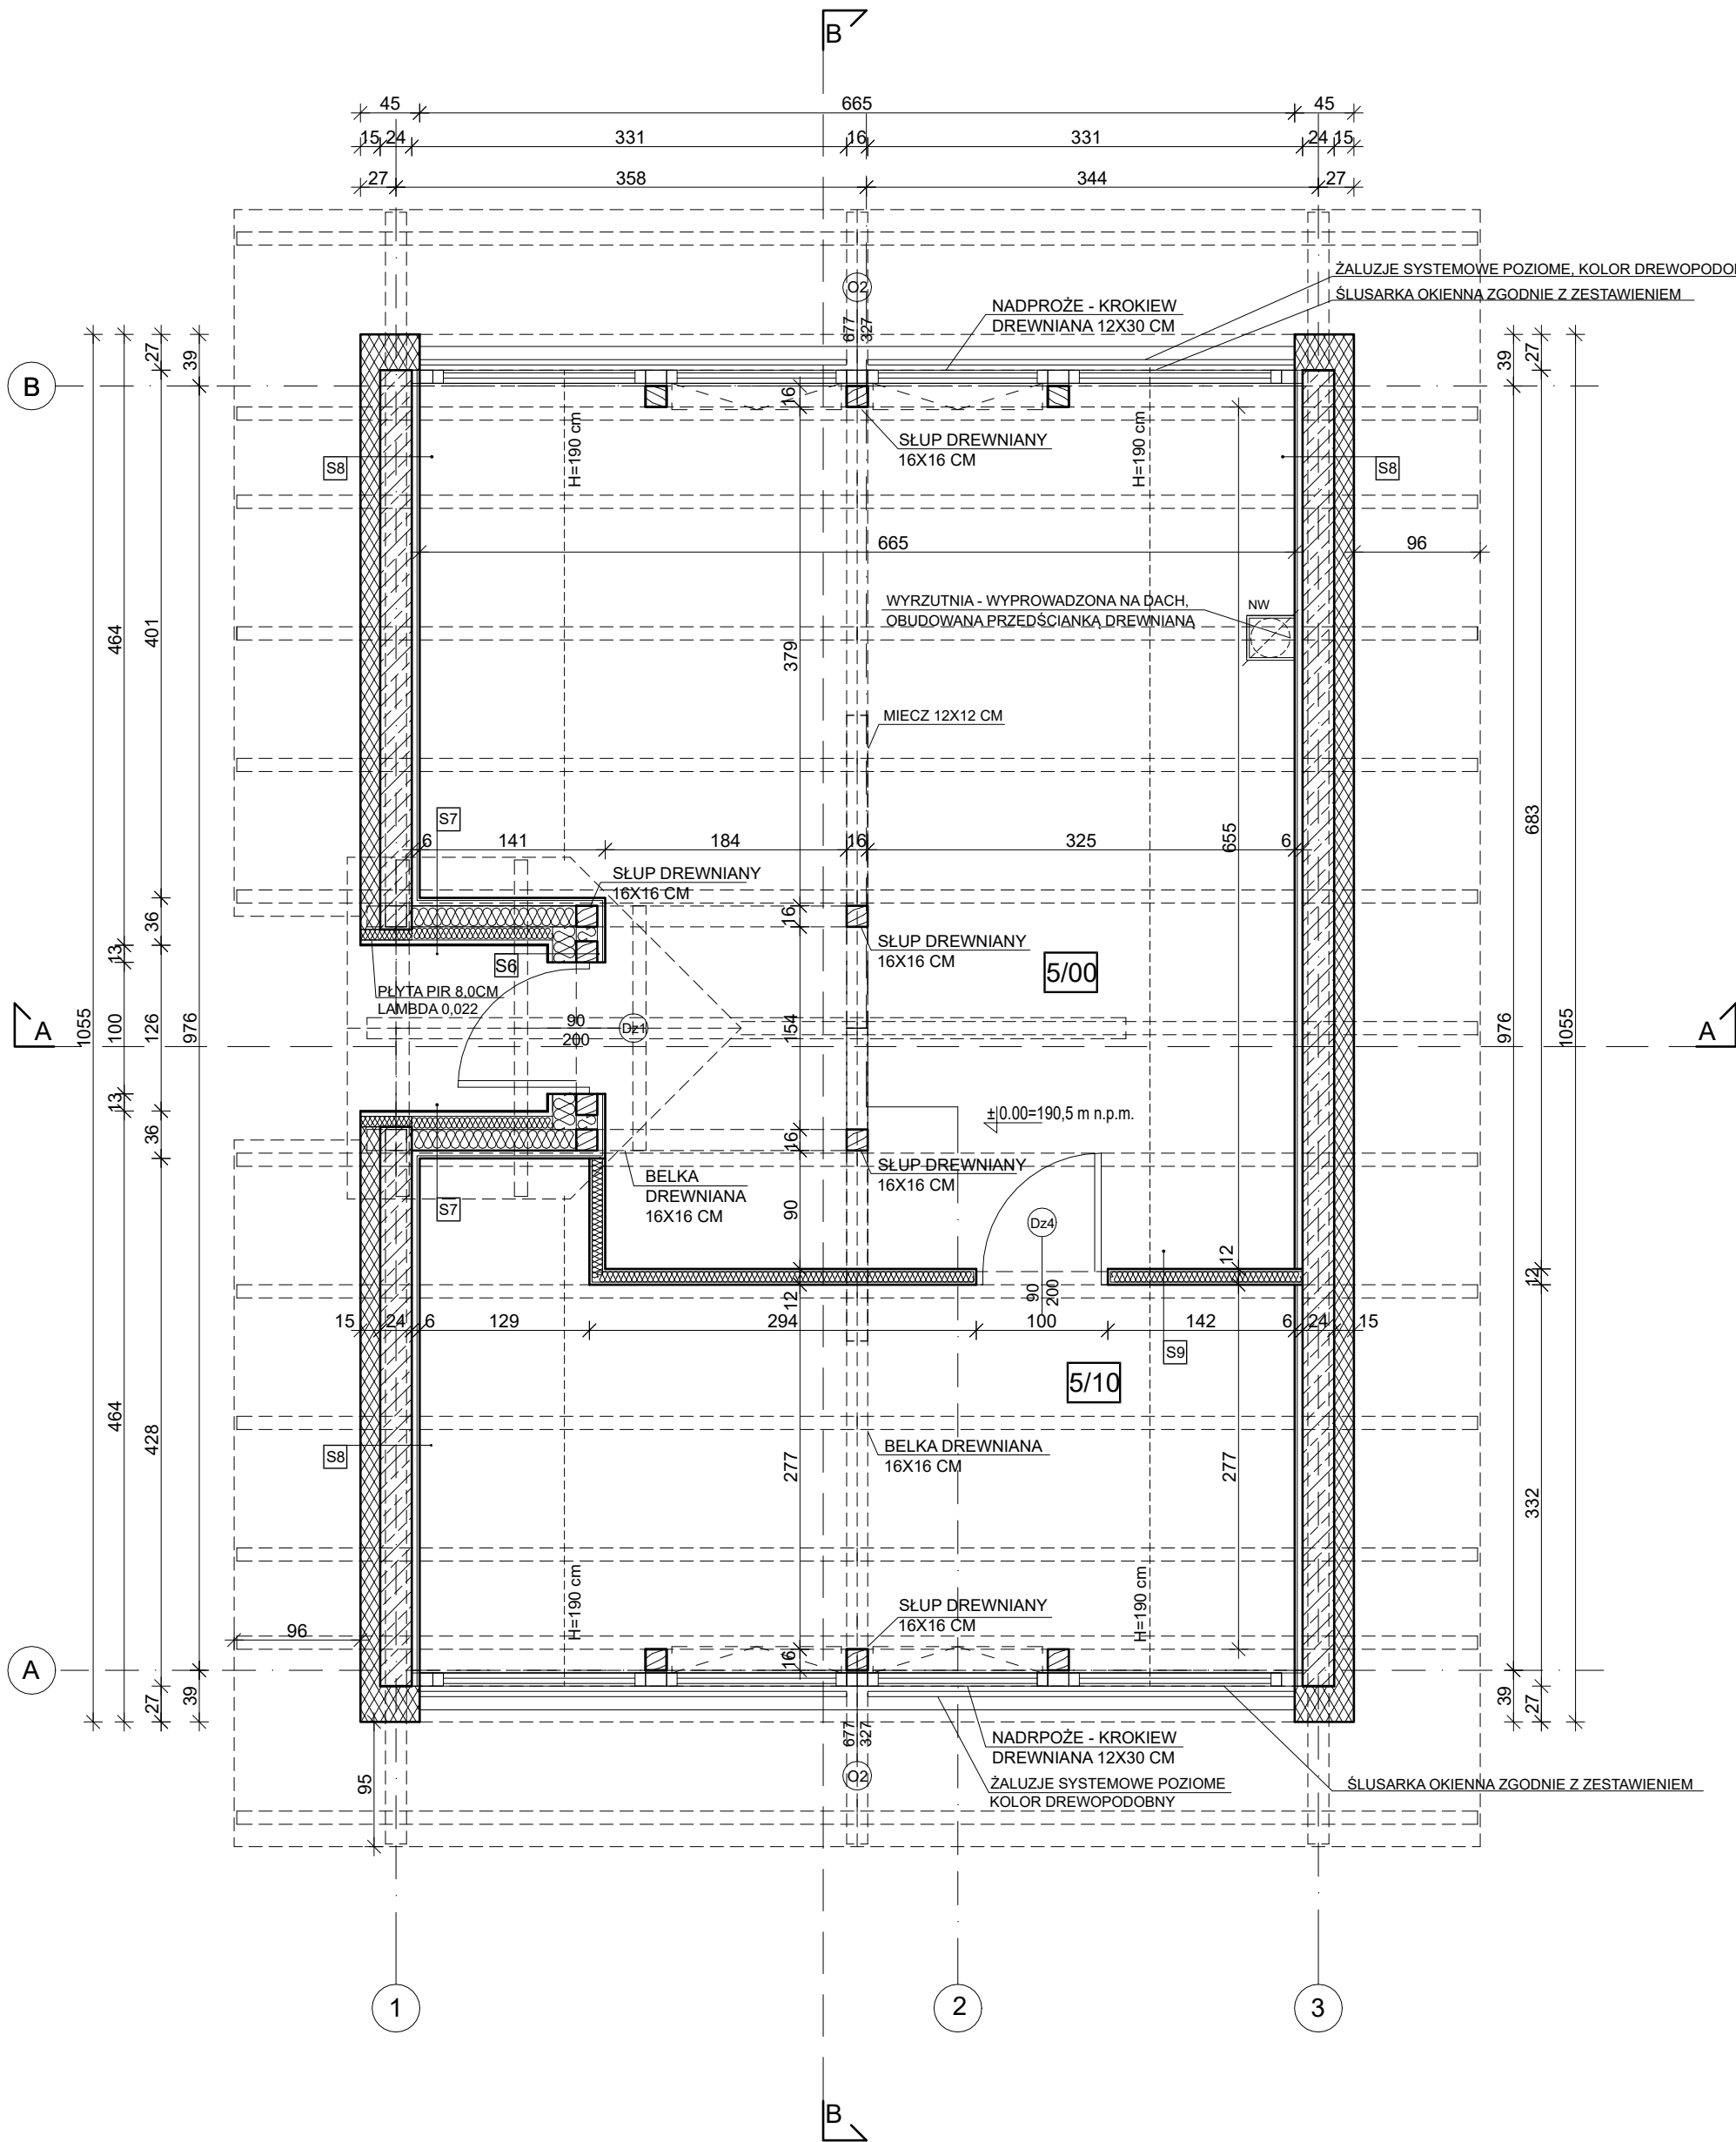 B
45
665
45
15
24
331
16
331
24
15
27
358
344
27
ŻALUZJE SYSTEMOWE POZIOME, KOLOR
ŚLUSARKA OKIENNA ZGODNIE Z ZESTAWIENIEM
O2
NADPROŻE - KROKIEW
DREWNIANA 12X30 CM
677
327
27
39
39
27
B
16
H=190 cm
H=190 cm
SŁUP DREWNIANY
16X16 CM
S8
S8
665
96
WYRZUTNIA - WYPROWADZONA NA DACH,
OBUDOWANA PRZEDŚCIANKĄ DREWNIANĄ
NW
464
401
379
MIECZ 12X12 CM
S7
683
655
6
141
184
16
325
6
SŁUP DREWNIANY
16X16 CM
36
16
13
SŁUP DREWNIANY
16X16 CM
S6
5/00
PŁYTA PIR 8,0CM
LAMBDA 0,022
A
1055
100
126
976
90
200
Dz1
154
976
1055
A
13
±0.00=190,5 m n.p.m.
36
16
SŁUP DREWNIANY
16X16 CM
BELKA
DREWNIANA
16X16 CM
S7
90
Dz4
12
12
12
90
200
15
24
6
129
294
100
142
6
24
15
S9
5/10
464
428
S8
BELKA DREWNIANA
16X16 CM
277
277
332
H=190 cm
H=190 cm
SŁUP DREWNIANY
16X16 CM
96
16
A
27
39
39
27
677
327
NADRPOŻE - KROKIEW
DREWNIANA 12X30 CM
O2
ŻALUZJE SYSTEMOWE POZIOME
KOLOR DREWOPODOBNY
ŚLUSARKA OKIENNA ZGODNIE Z ZESTAWIENIEM
95
1
2
3
B